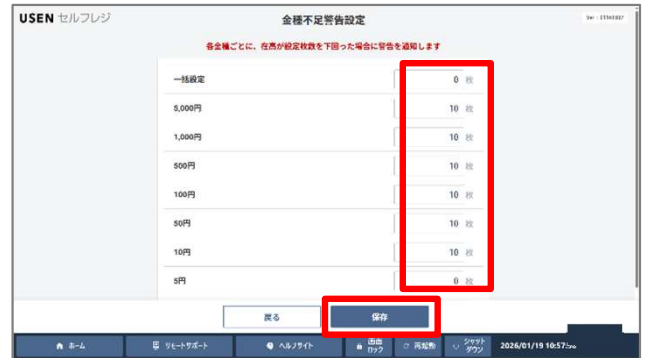 USEN セルフレジ
金種不足警告設定
各金種ごとに、在高が設定枚数を下回った場合に警告を通知します
一括設定 0 枚
5,000円 10 枚
1,000円 10 枚
500円 10 枚
100円 10 枚
50円 10 枚
10円 10 枚
5円 0 枚
戻る 保存
ホーム リモートサポート ヘルプサイト 画面ロック 再起動 シャットダウン 2026/01/19 10:57